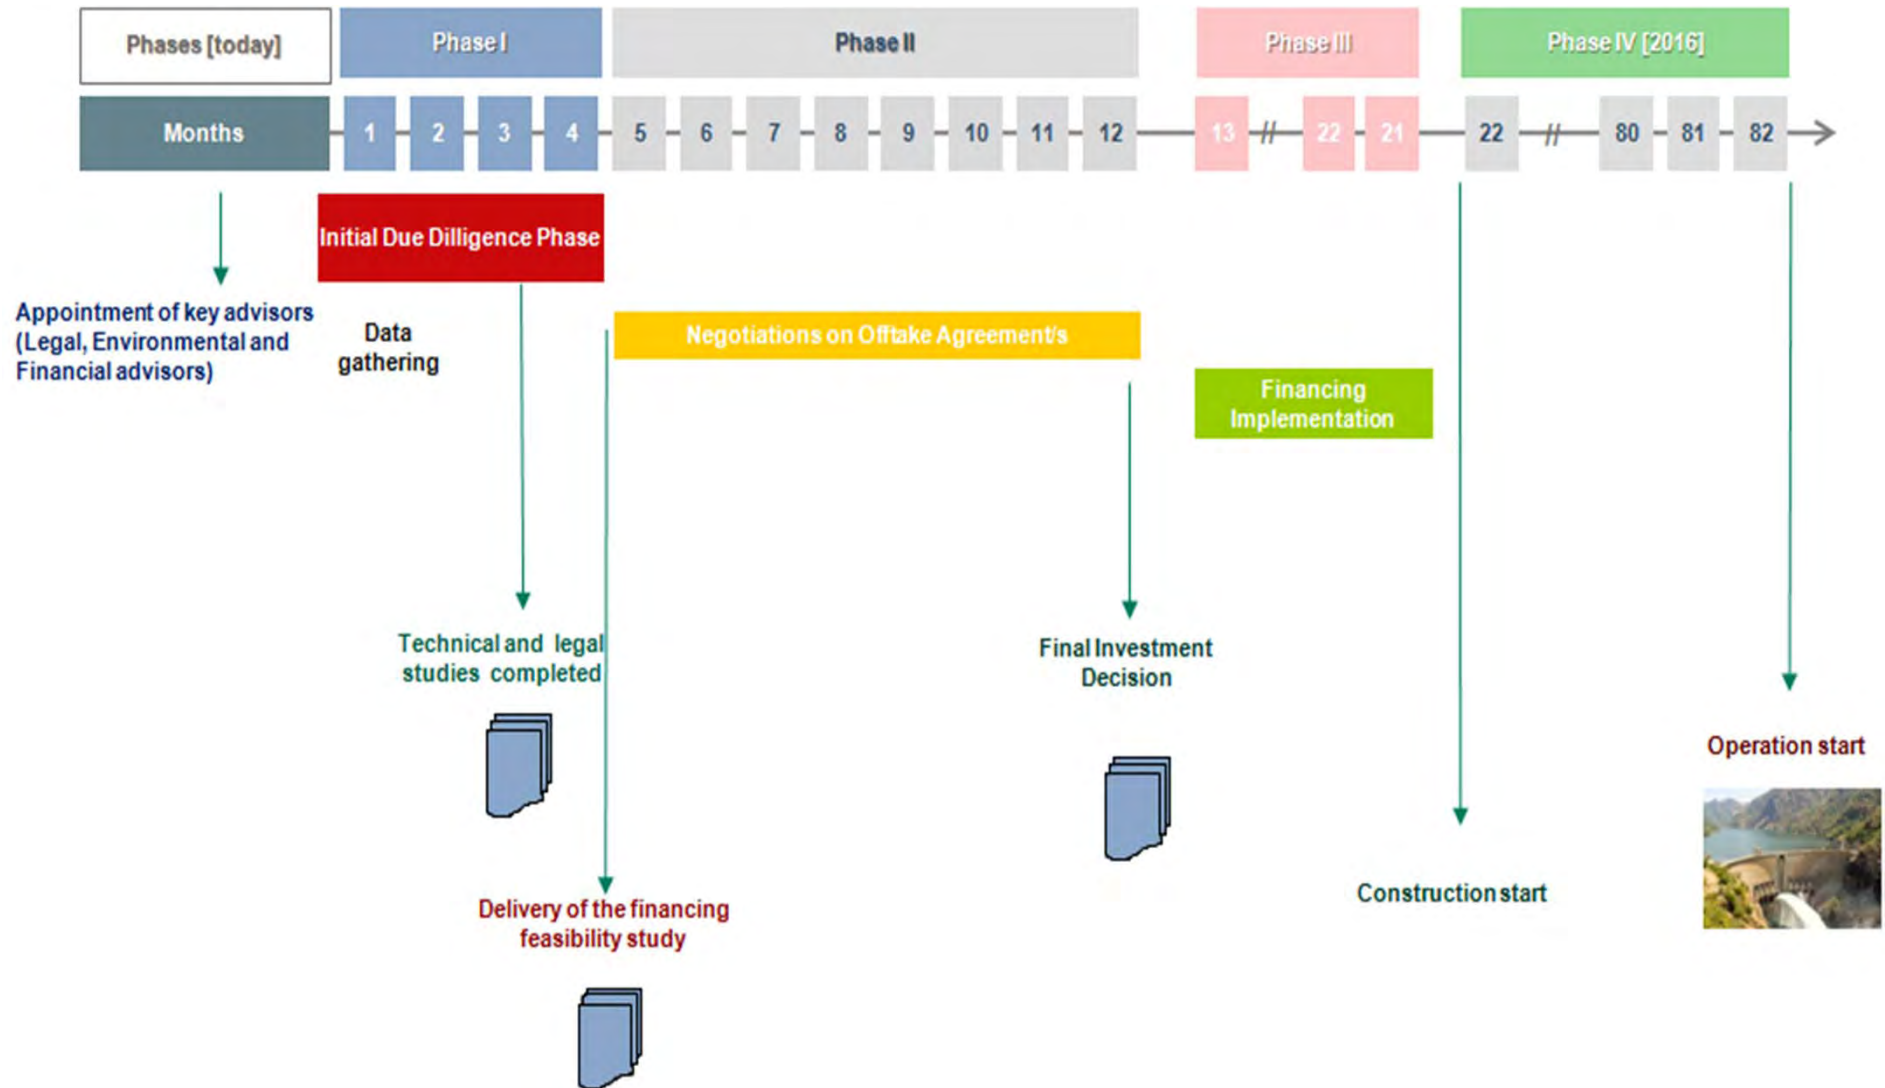 Phases [today]
Phase I
Phase II
Phase III
Phase IV [2016]
Months
1
2
3
4
5
6
7
8
9
10
11
12
13
//
22
21
22
//
80
81
82
Initial Due Dilligence Phase
Appointment of key advisors
(Legal, Environmental and
Financial advisors)
Data
gathering
Negotiations on Offtake Agreement/s
Financing
Implementation
Technical and legal
studies completed
Final Investment
Decision
Operation start
Construction start
Delivery of the financing
feasibility study